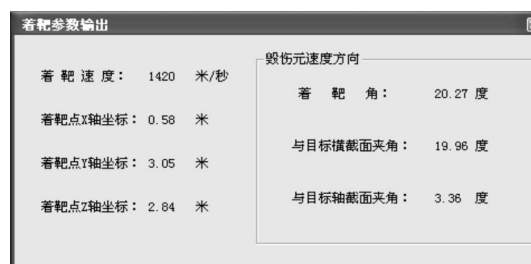 着靶参数输出
着 靶 速 度： 1420 米/秒
着靶点X轴坐标：0.58 米
着靶点Y轴坐标：3.05 米
着靶点Z轴坐标：2.84 米
毁伤元速度方向
着 靶 角： 20.27 度
与目标横截面夹角： 19.96 度
与目标轴截面夹角： 3.36 度